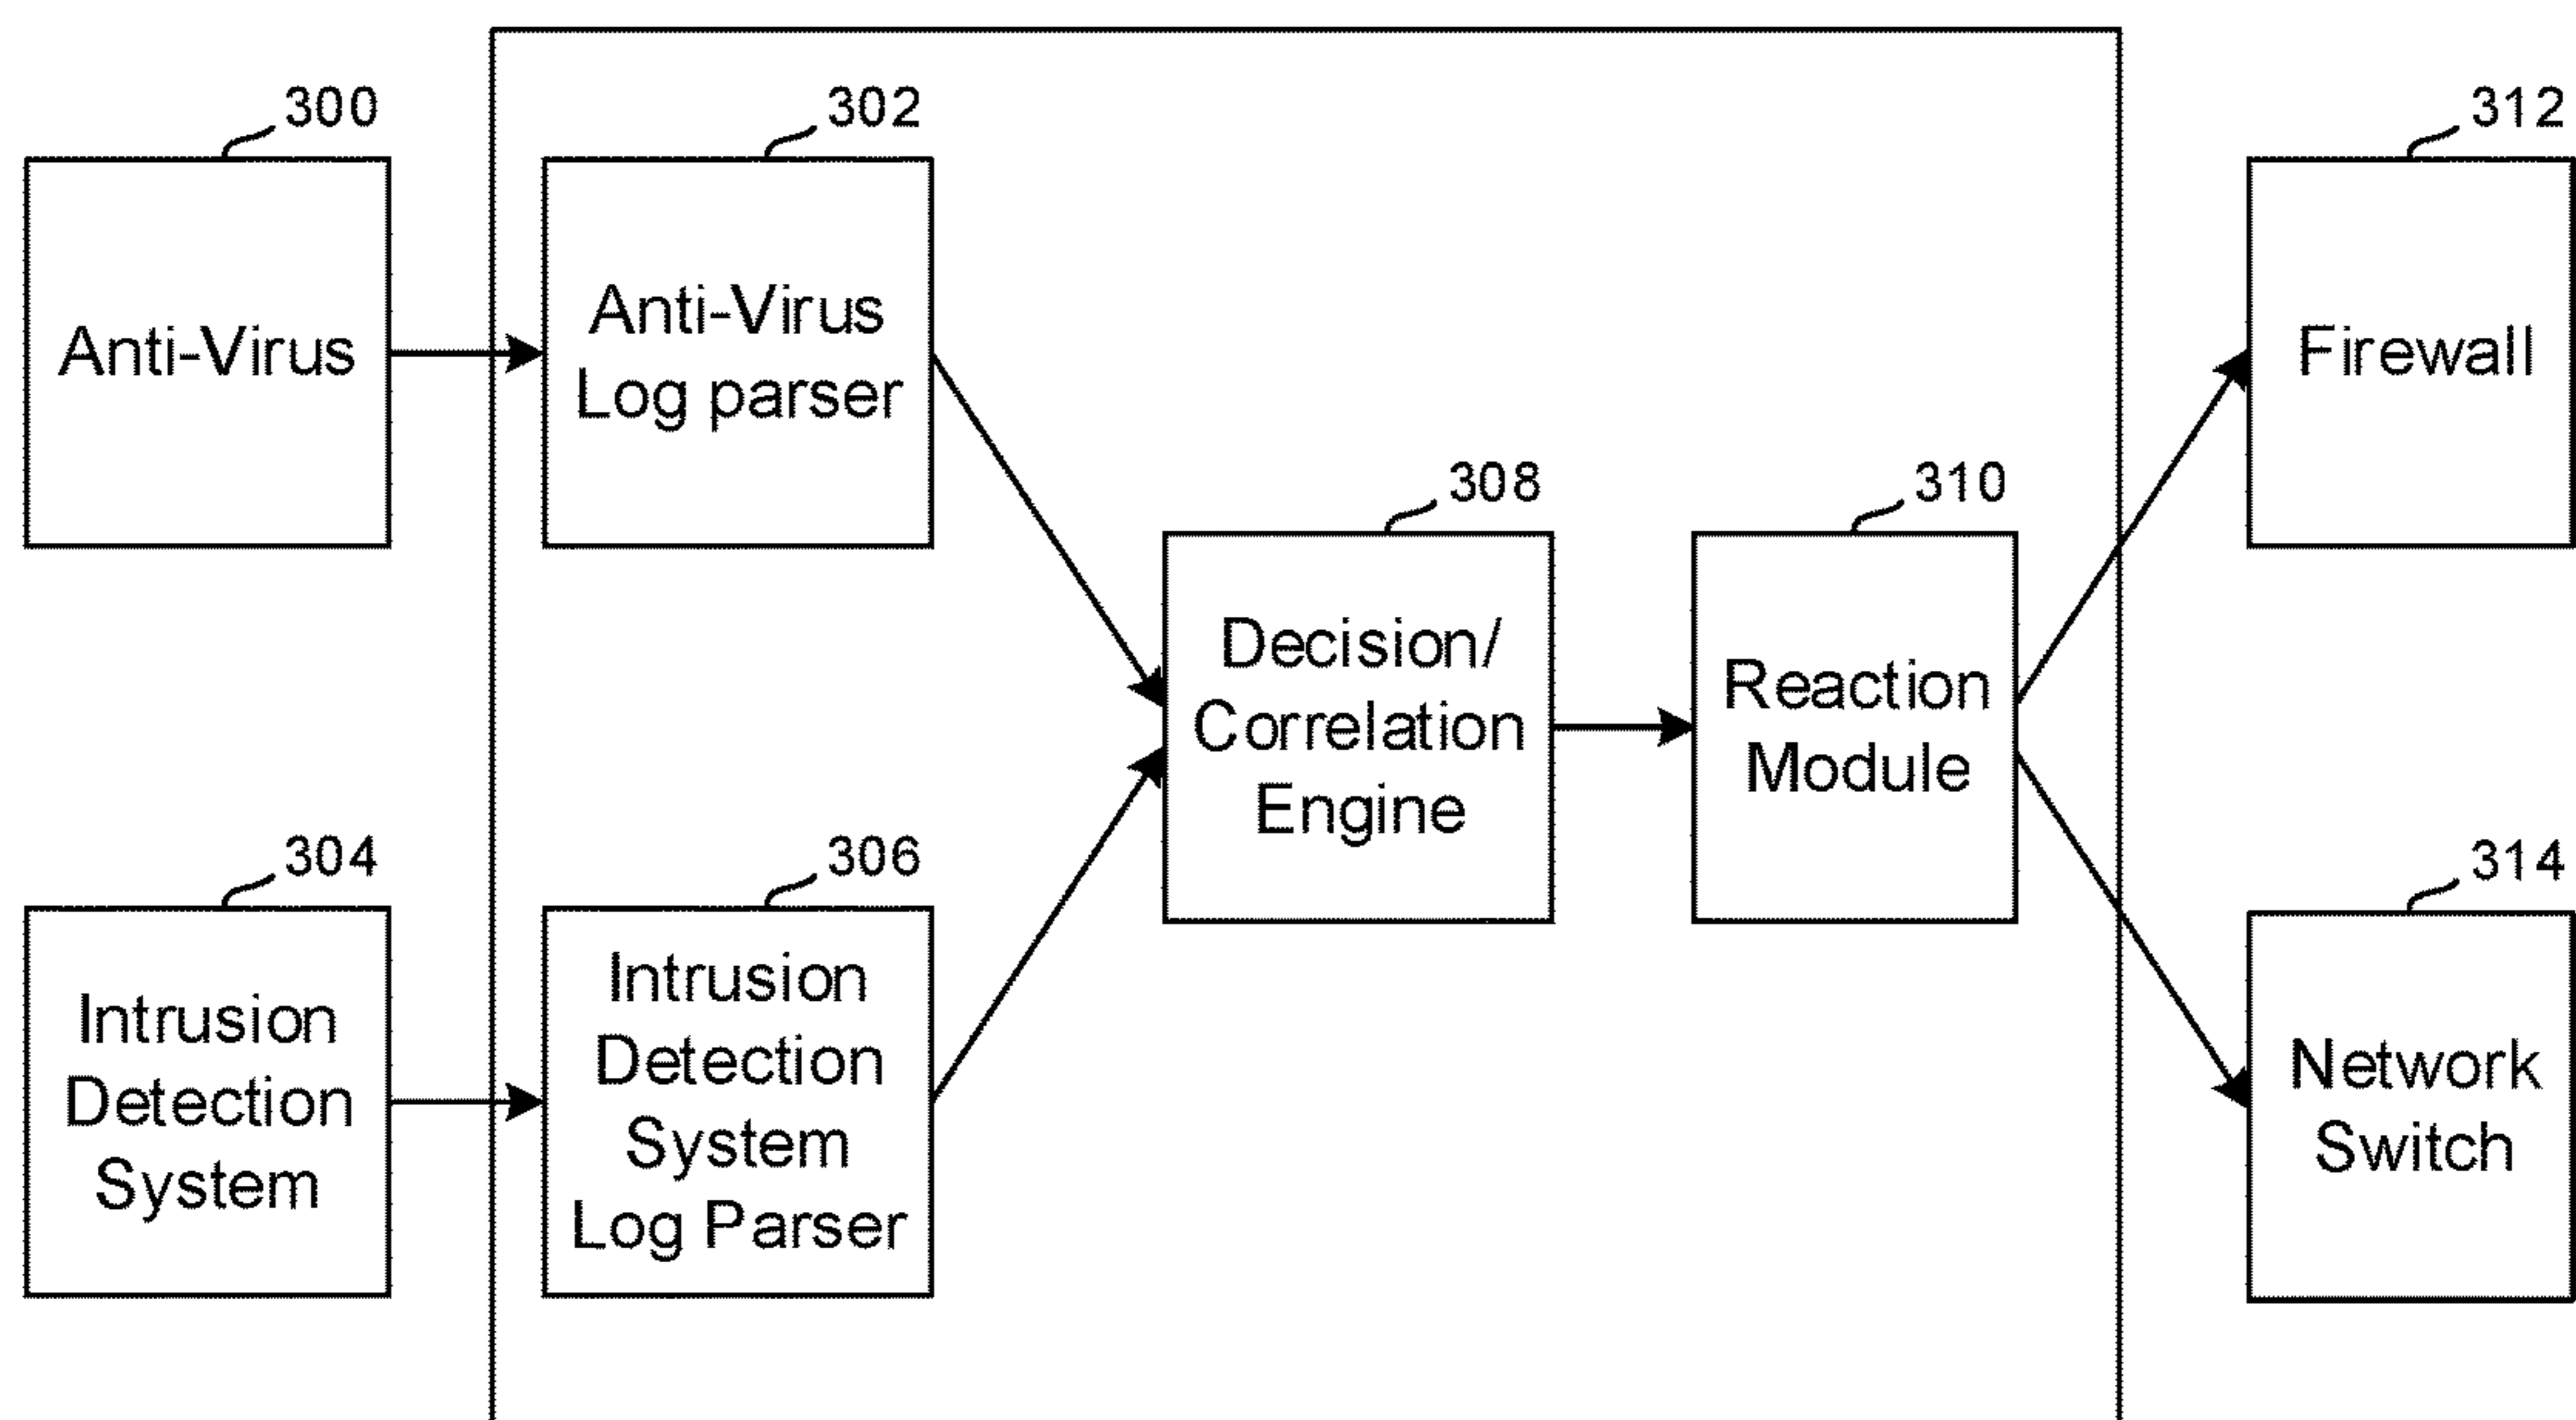 300
302
312
Anti-Virus
Anti-Virus
Log parser
Firewall
308
310
Decision/
Correlation
Engine
Reaction
Module
304
306
314
Intrusion
Detection
System
Intrusion
Detection
System
Log Parser
Network
Switch